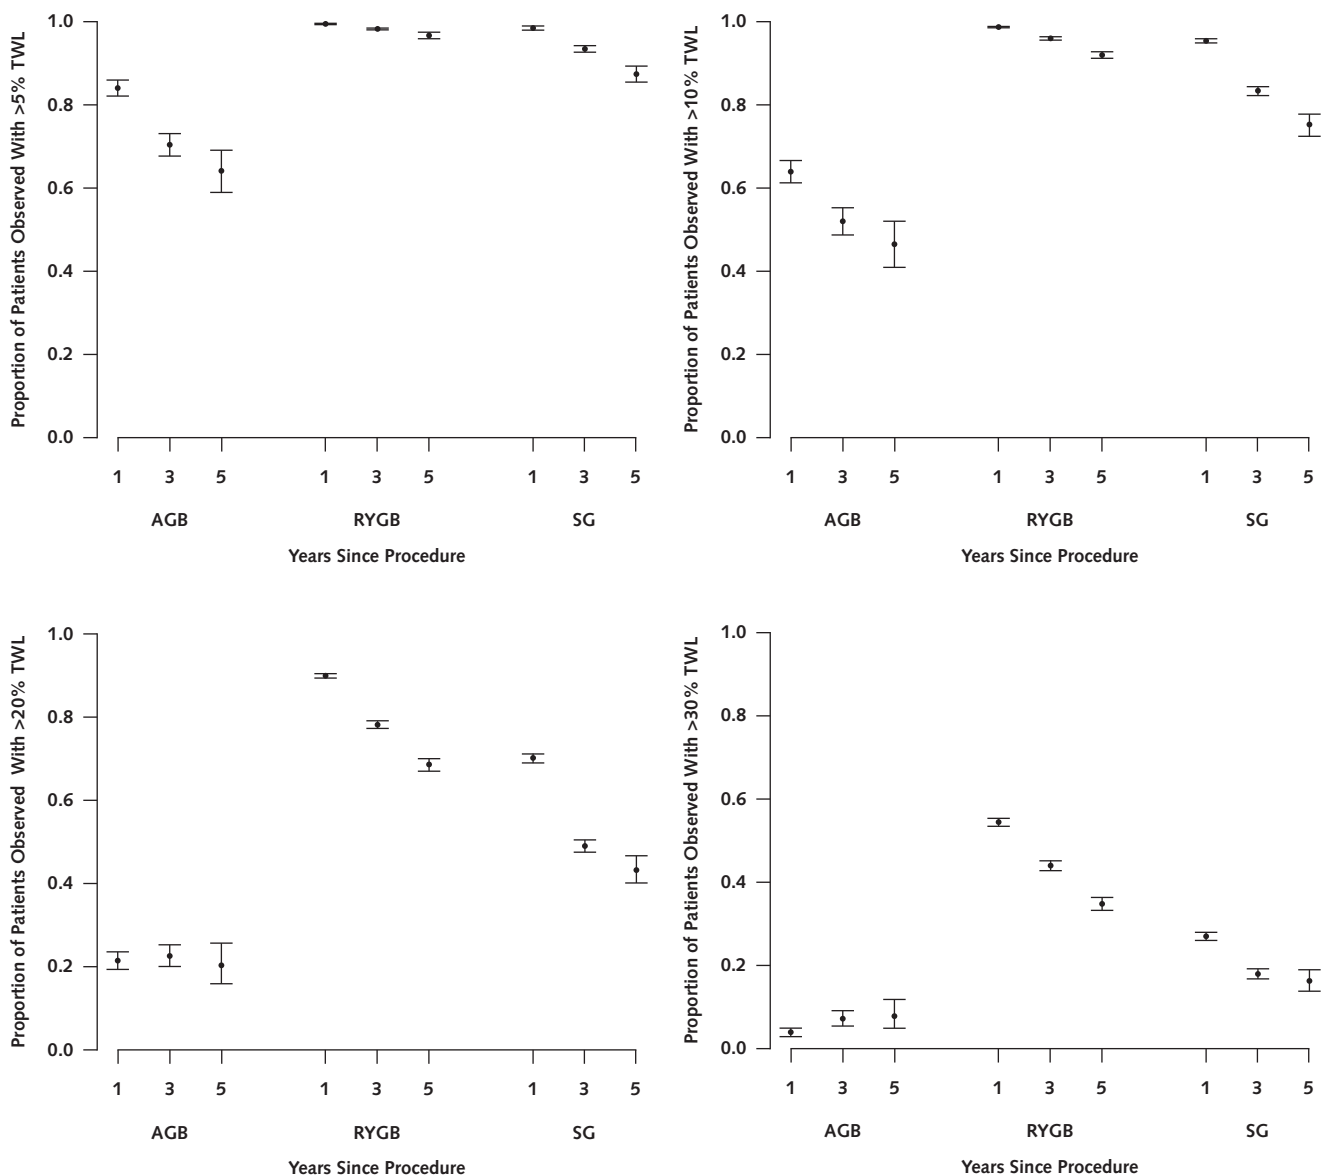 Proportion of Patients Observed With >5% TWL
1.0
0.8
0.6
0.4
0.2
0.0
1 3 5 1 3 5 1 3 5
AGB RYGB SG
Years Since Procedure
Proportion of Patients Observed With >10% TWL
1.0
0.8
0.6
0.4
0.2
0.0
1 3 5 1 3 5 1 3 5
AGB RYGB SG
Years Since Procedure
Proportion of Patients Observed With >20% TWL
1.0
0.8
0.6
0.4
0.2
0.0
1 3 5 1 3 5 1 3 5
AGB RYGB SG
Years Since Procedure
Proportion of Patients Observed With >30% TWL
1.0
0.8
0.6
0.4
0.2
0.0
1 3 5 1 3 5 1 3 5
AGB RYGB SG
Years Since Procedure